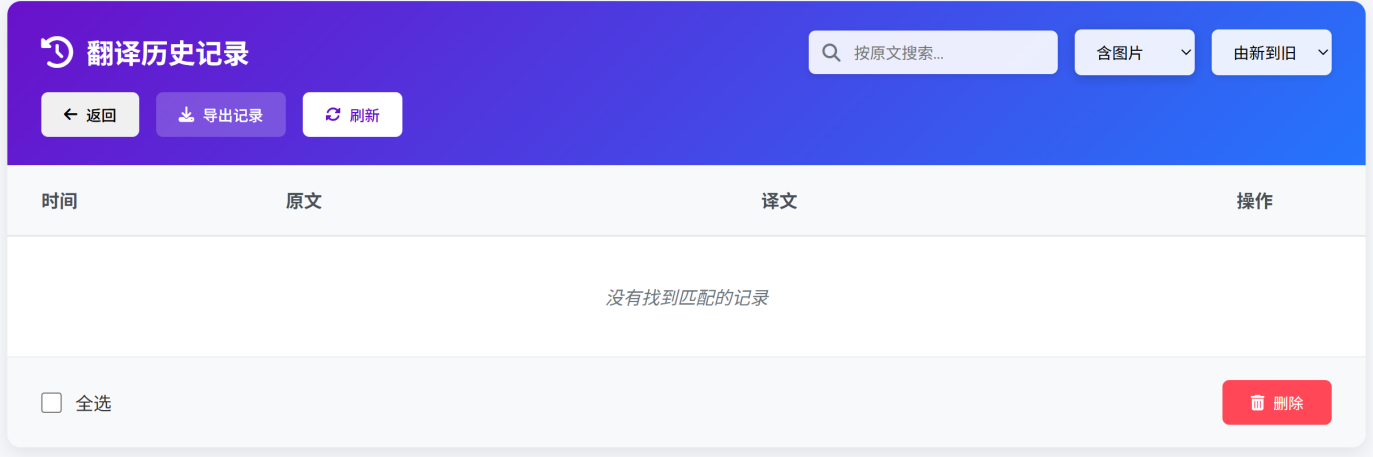 翻译历史记录
按原文搜索...
含图片
由新到旧
返回
导出记录
刷新
时间 原文 译文 操作
没有找到匹配的记录
全选
删除